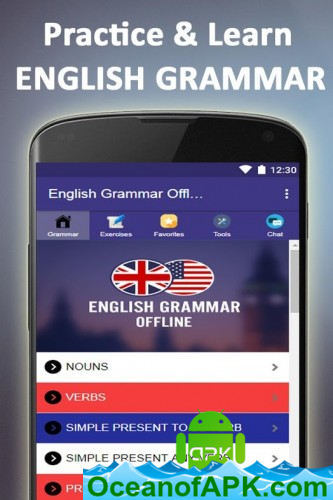 Practice & Learn
ENGLISH GRAMMAR
12:30
English Grammar Offl...
Grammar
Exercises
Favorites
Tools
Chat
ENGLISH GRAMMAR
OFFLINE
NOUNS
VERBS
SIMPLE PRESENT TO
SIMPLE PRESENT
APK
OceanofAPK.com